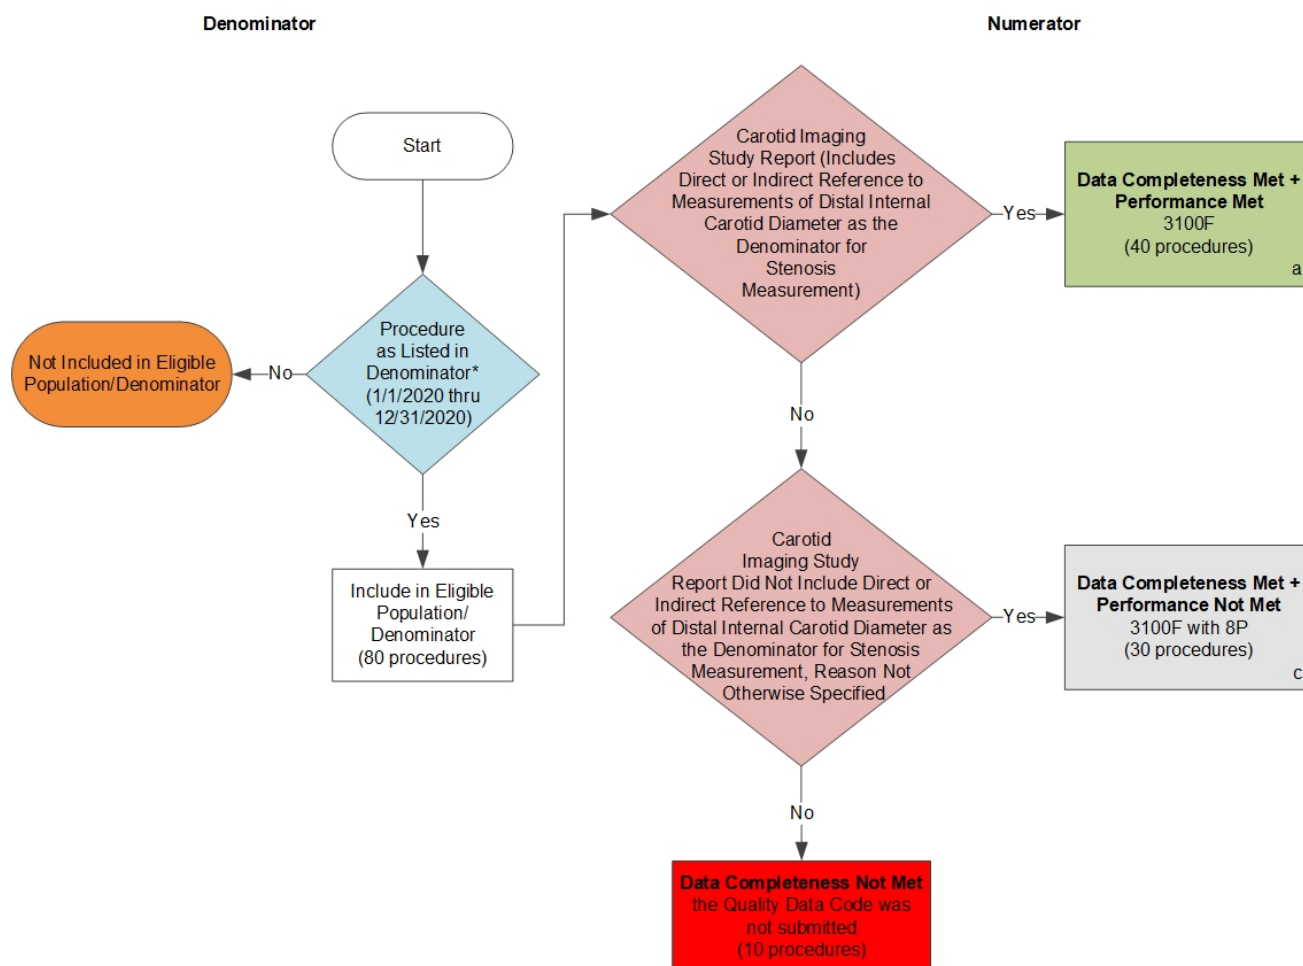 Denominator
Numerator
Start
Procedure
as Listed in
Denominator*
(1/1/2020 thru
12/31/2020)
No
Not Included in Eligible
Population/Denominator
Yes
Include in Eligible
Population/
Denominator
(80 procedures)
Carotid Imaging
Study Report (Includes
Direct or Indirect Reference to
Measurements of Distal Internal
Carotid Diameter as the
Denominator for
Stenosis
Measurement)
Yes
Data Completeness Met +
Performance Met
3100F
(40 procedures)
a
No
Carotid
Imaging Study
Report Did Not Include Direct or
Indirect Reference to Measurements
of Distal Internal Carotid Diameter as
the Denominator for Stenosis
Measurement, Reason Not
Otherwise Specified
Yes
Data Completeness Met +
Performance Not Met
3100F with 8P
(30 procedures)
c
No
Data Completeness Not Met
the Quality Data Code was
not submitted
(10 procedures)